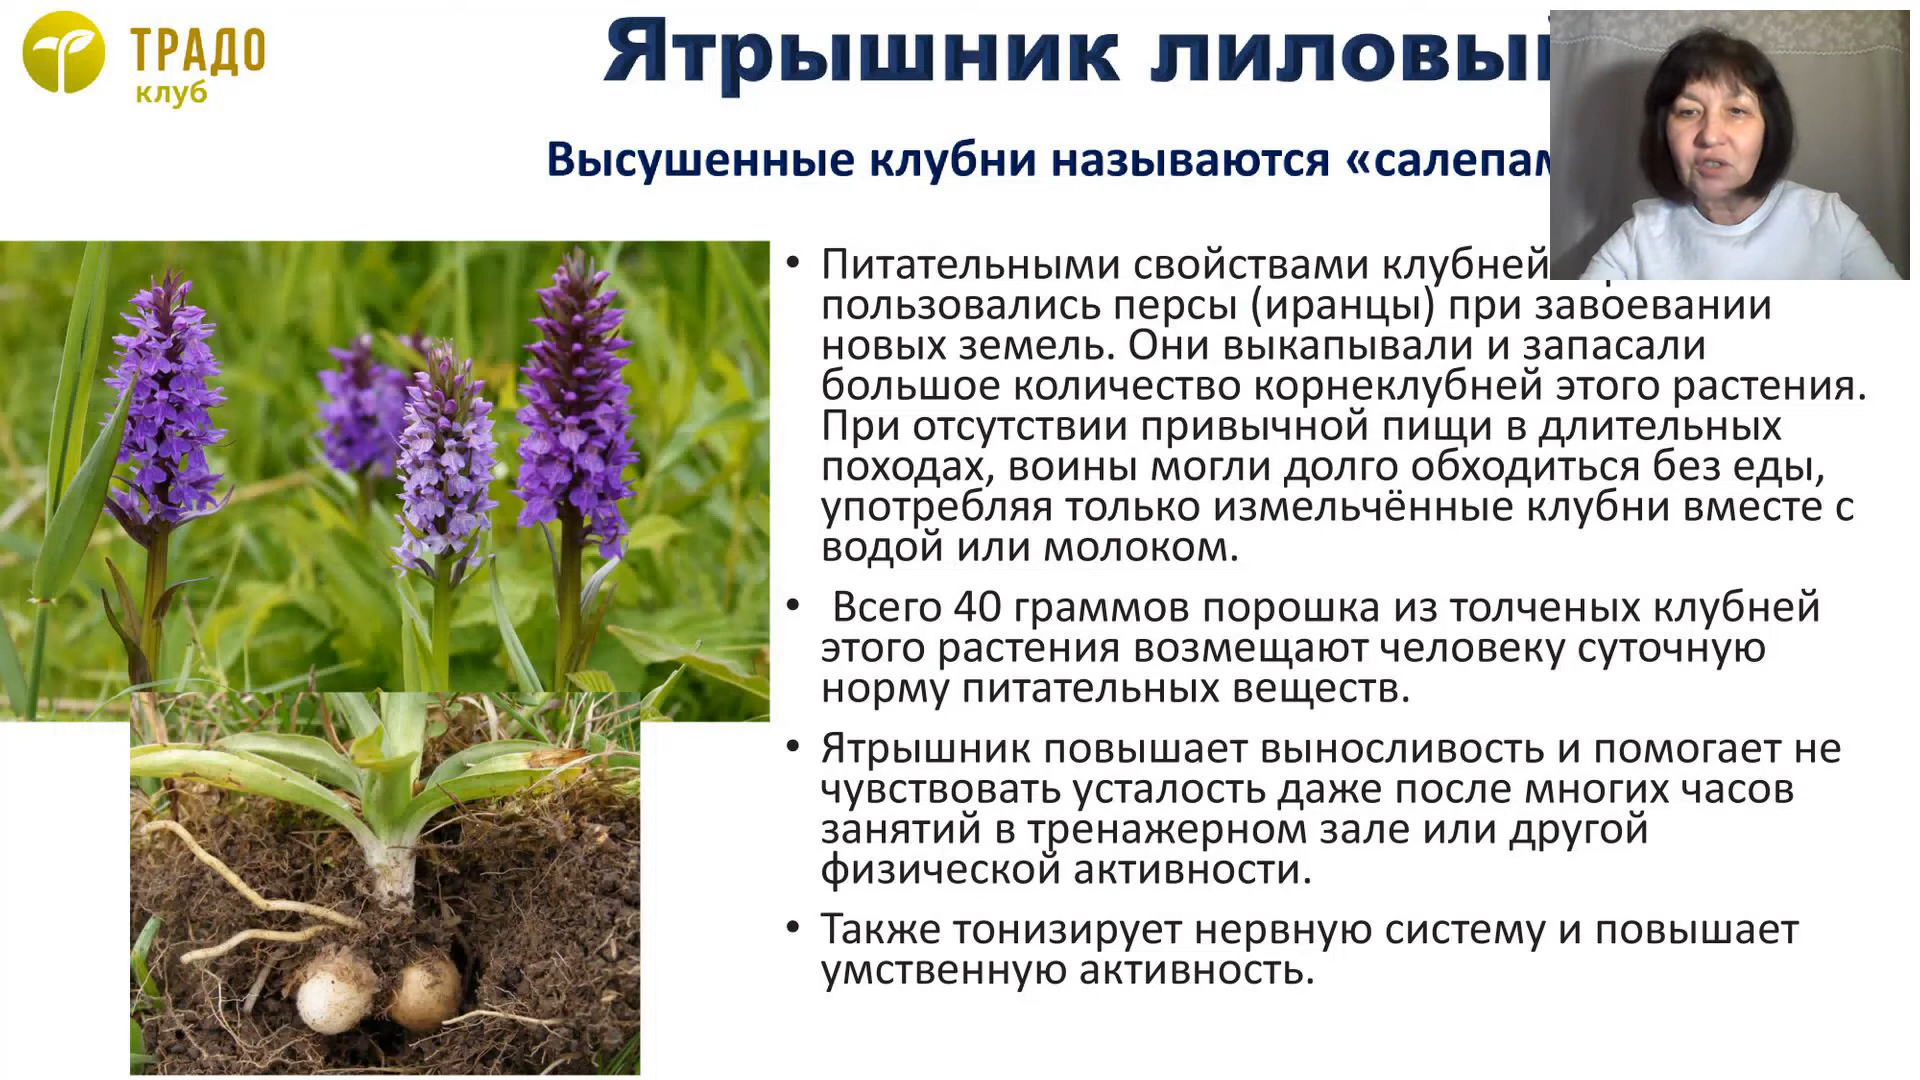 ТРАДО
клуб
Ятрышник лиловый
Высушенные клубни называются
Питательными свойствами клубней
пользовались персы (иранцы) при завоевании
новых земель. Они выкапывали и запасали
большое количество корнеклубней этого растения.
При отсутствии привычной пищи в длительных
походах, воины могли долго обходиться без еды,
употребляя только измельчённые клубни вместе с
водой или молоком.
Всего 40 граммов порошка из толченых клубней
этого растения возмещают человеку суточную
норму питательных веществ.
Ятрышник повышает выносливость и помогает не
чувствовать усталость даже после многих часов
занятий в тренажерном зале или другой
физической активности.
Также тонизирует нервную систему и повышает
умственную активность.